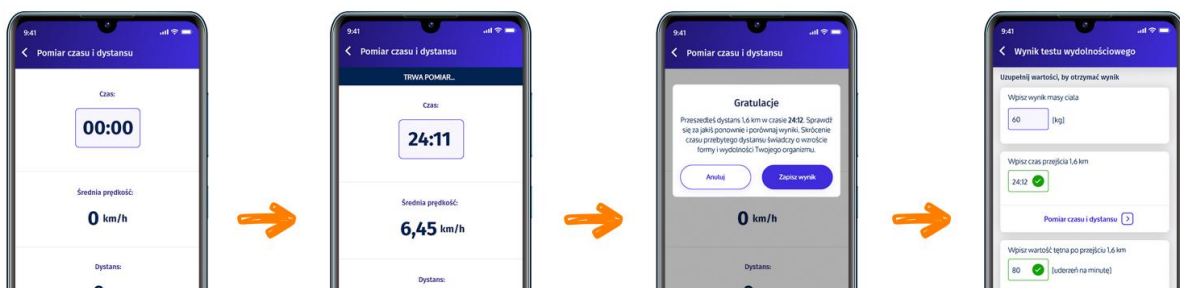 9:41
Pomiar czasu i dystansu
Czas:
00:00
Średnia prędkość:
0 km/h
Dystans:
9:41
Pomiar czasu i dystansu
TRWA POMIAR...
Czas:
24:11
Średnia prędkość:
6,45 km/h
Dystans:
9:41
Pomiar czasu i dystansu
Gratulacje
Przeszedłeś dystans 1,6 km w czasie 24:12. Sprawdź
się za jakiś ponownie i porównaj wyniki. Skrócenie
czasu przebytego dystansu świadczy o wzroście
formy i wydolności Twojego organizmu.
Anuluj
Zapisz wynik
0 km/h
Dystans:
9:41
Wynik testu wydolnościowego
Uzupełnij wartości, by otrzymać wynik
Wpisz wynik masy ciała
60 [kg]
Wpisz czas przejścia 1,6 km
24:12
Pomiar czasu i dystansu
Wpisz wartość tętna po przejściu 1,6 km
80 [uderzeń na minutę]